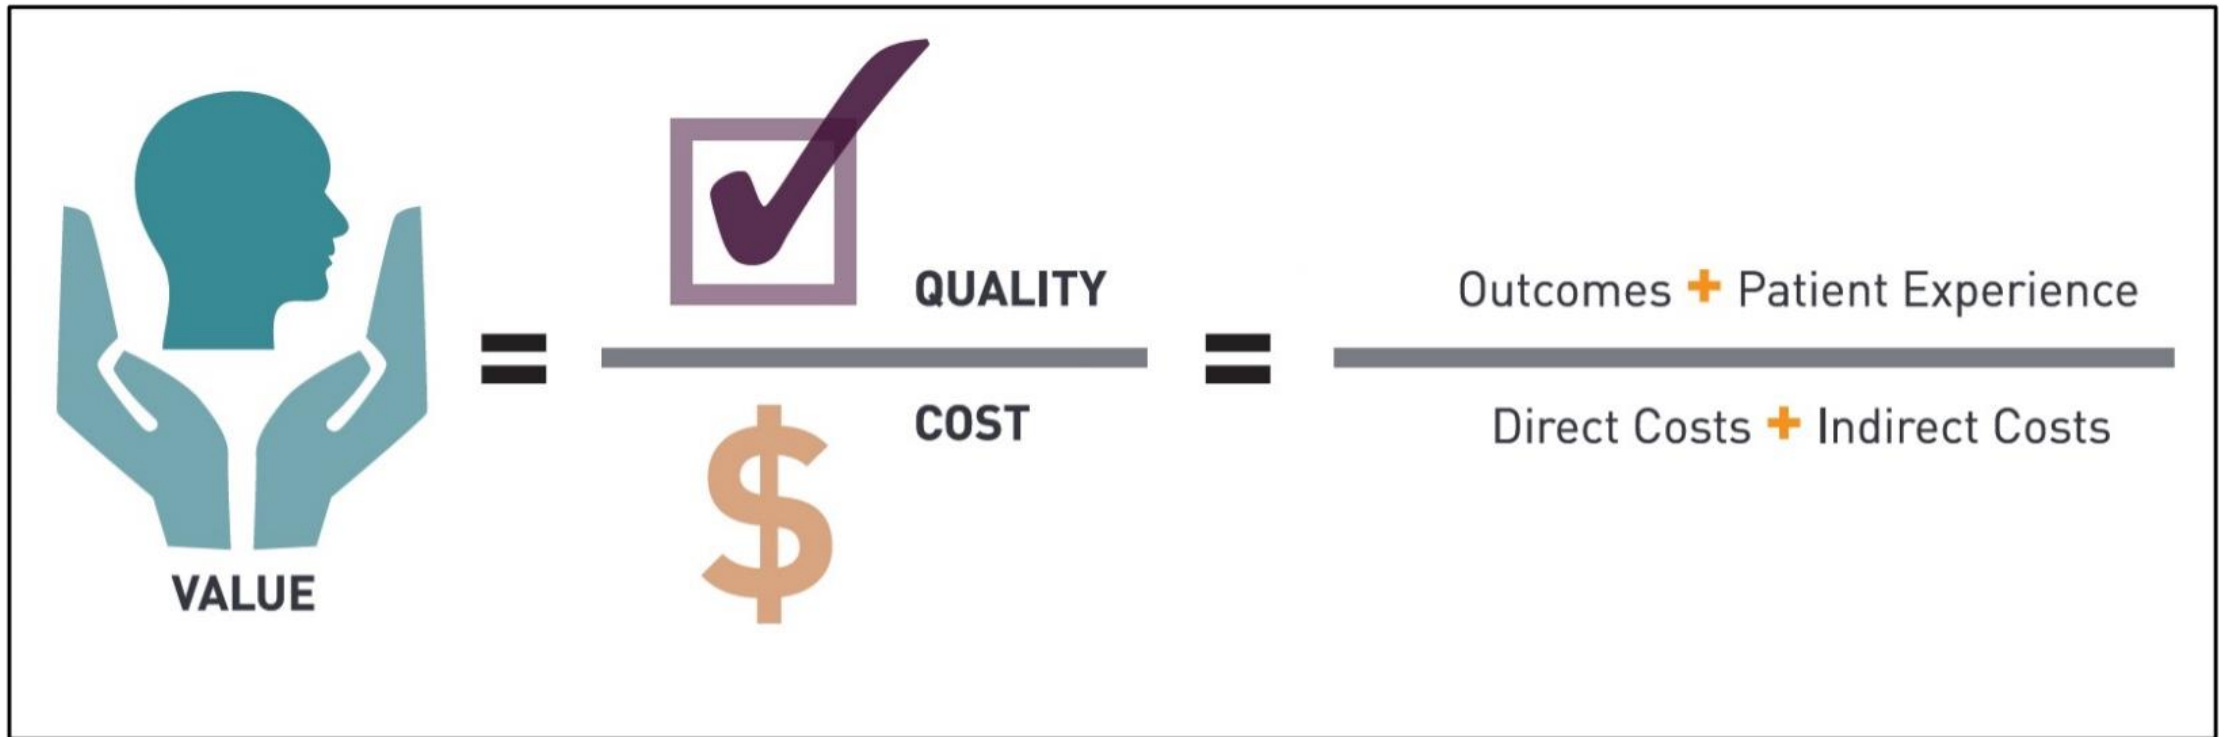 VALUE
=
QUALITY
COST
$
=
Outcomes + Patient Experience
Direct Costs + Indirect Costs